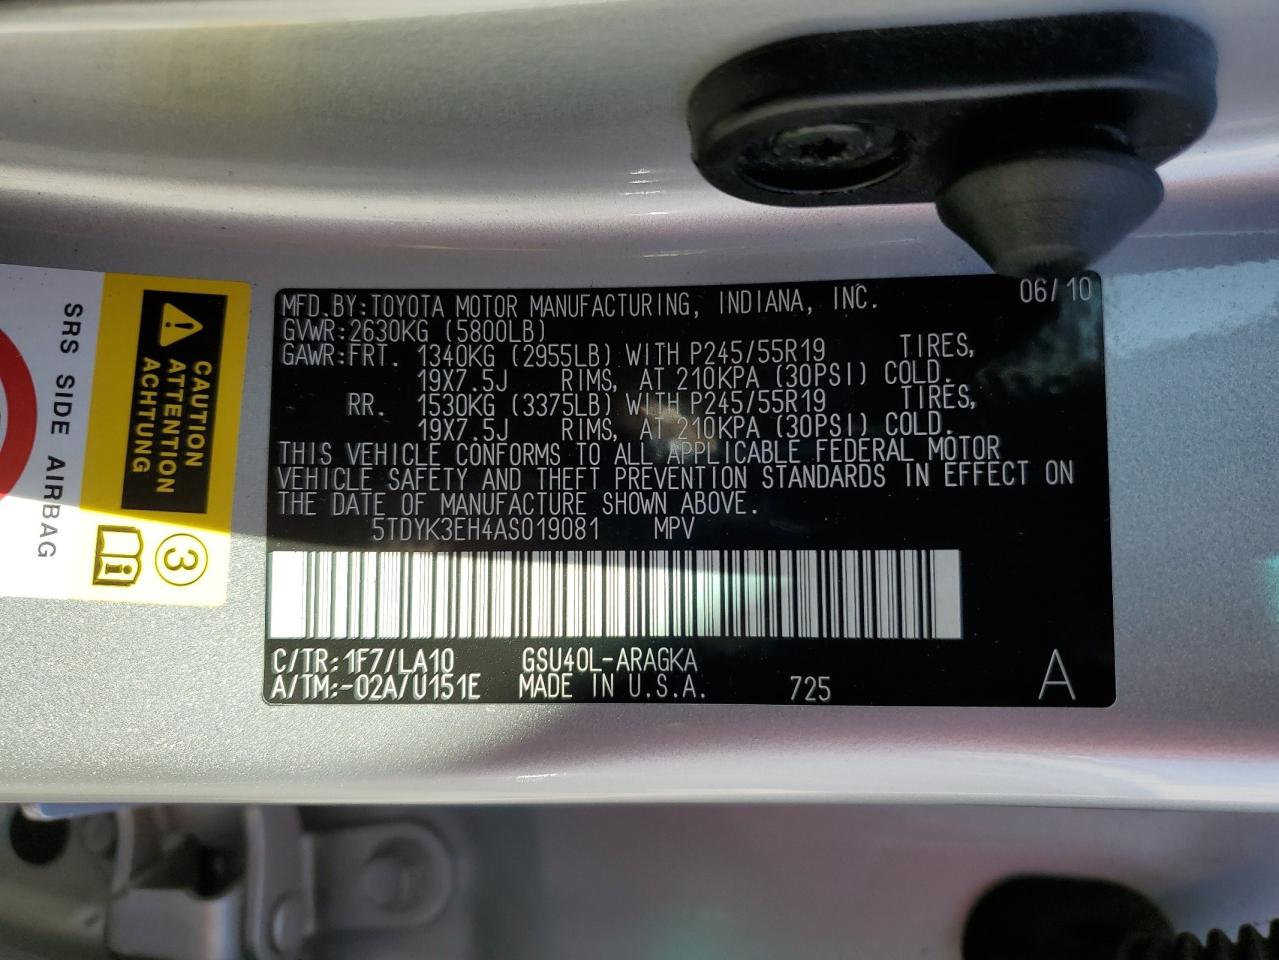 MFD.BY:TOYOTA MOTOR MANUFACTURING, INDIANA, INC. 06/10
GVWR:2630KG (5800LB)
GAWR:FRT. 1340KG (2955LB) WITH P245/55R19 TIRES,
19X7.5J RIMS, AT 210KPA (30PSI) COLD.
RR. 1530KG (3375LB) WITH P245/55R19 TIRES,
19X7.5J RIMS, AT 210KPA (30PSI) COLD.
THIS VEHICLE CONFORMS TO ALL APPLICABLE FEDERAL MOTOR
VEHICLE SAFETY AND THEFT PREVENTION STANDARDS IN EFFECT ON
THE DATE OF MANUFACTURE SHOWN ABOVE.
5TDYK3EH4AS019081 MPV
C/TR:1F7/LA10 GSU40L-ARAGKA
A/TM:-02A/U151E MADE IN U.S.A. 725 A
CAUTION
ATTENTION
ACHTUNG
SRS SIDE AIRBAG
3